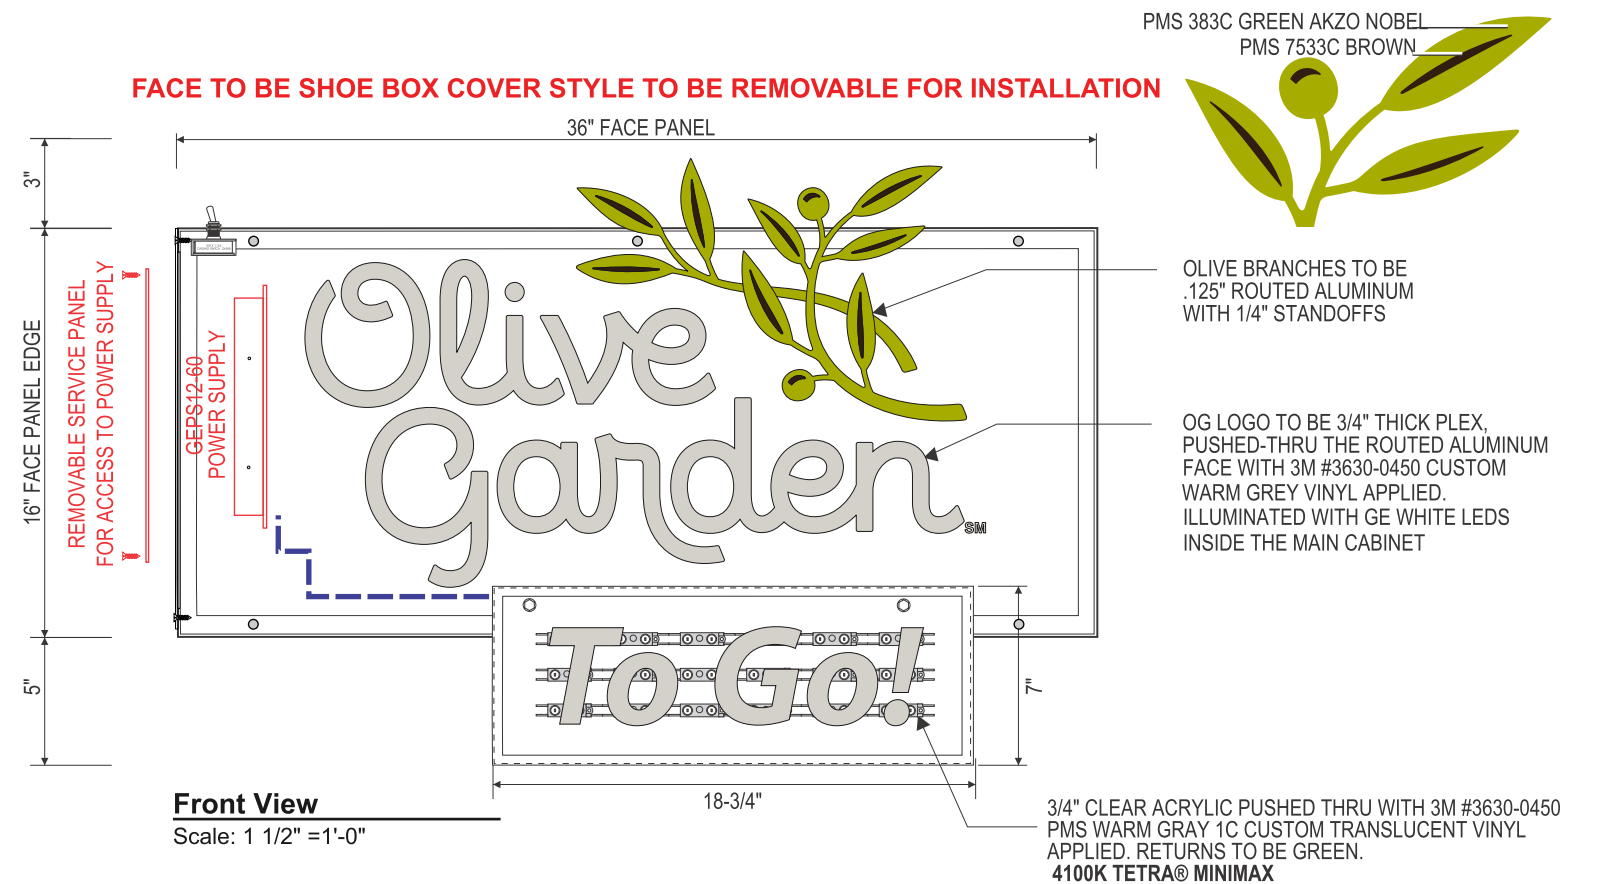 PMS 383C GREEN AKZO NOBEL
PMS 7533C BROWN
FACE TO BE SHOE BOX COVER STYLE TO BE REMOVABLE FOR INSTALLATION
36" FACE PANEL
3"
16" FACE PANEL EDGE
5"
REMOVABLE SERVICE PANEL
FOR ACCESS TO POWER SUPPLY
GEPS12-60
POWER SUPPLY
Olive
Garden
SM
To Go!
OLIVE BRANCHES TO BE
.125" ROUTED ALUMINUM
WITH 1/4" STANDOFFS
OG LOGO TO BE 3/4" THICK PLEX,
PUSHED-THRU THE ROUTED ALUMINUM
FACE WITH 3M #3630-0450 CUSTOM
WARM GREY VINYL APPLIED.
ILLUMINATED WITH GE WHITE LEDS
INSIDE THE MAIN CABINET
7"
18-3/4"
Front View
Scale: 1 1/2" =1'-0"
3/4" CLEAR ACRYLIC PUSHED THRU WITH 3M #3630-0450
PMS WARM GRAY 1C CUSTOM TRANSLUCENT VINYL
APPLIED. RETURNS TO BE GREEN.
4100K TETRA® MINIMAX